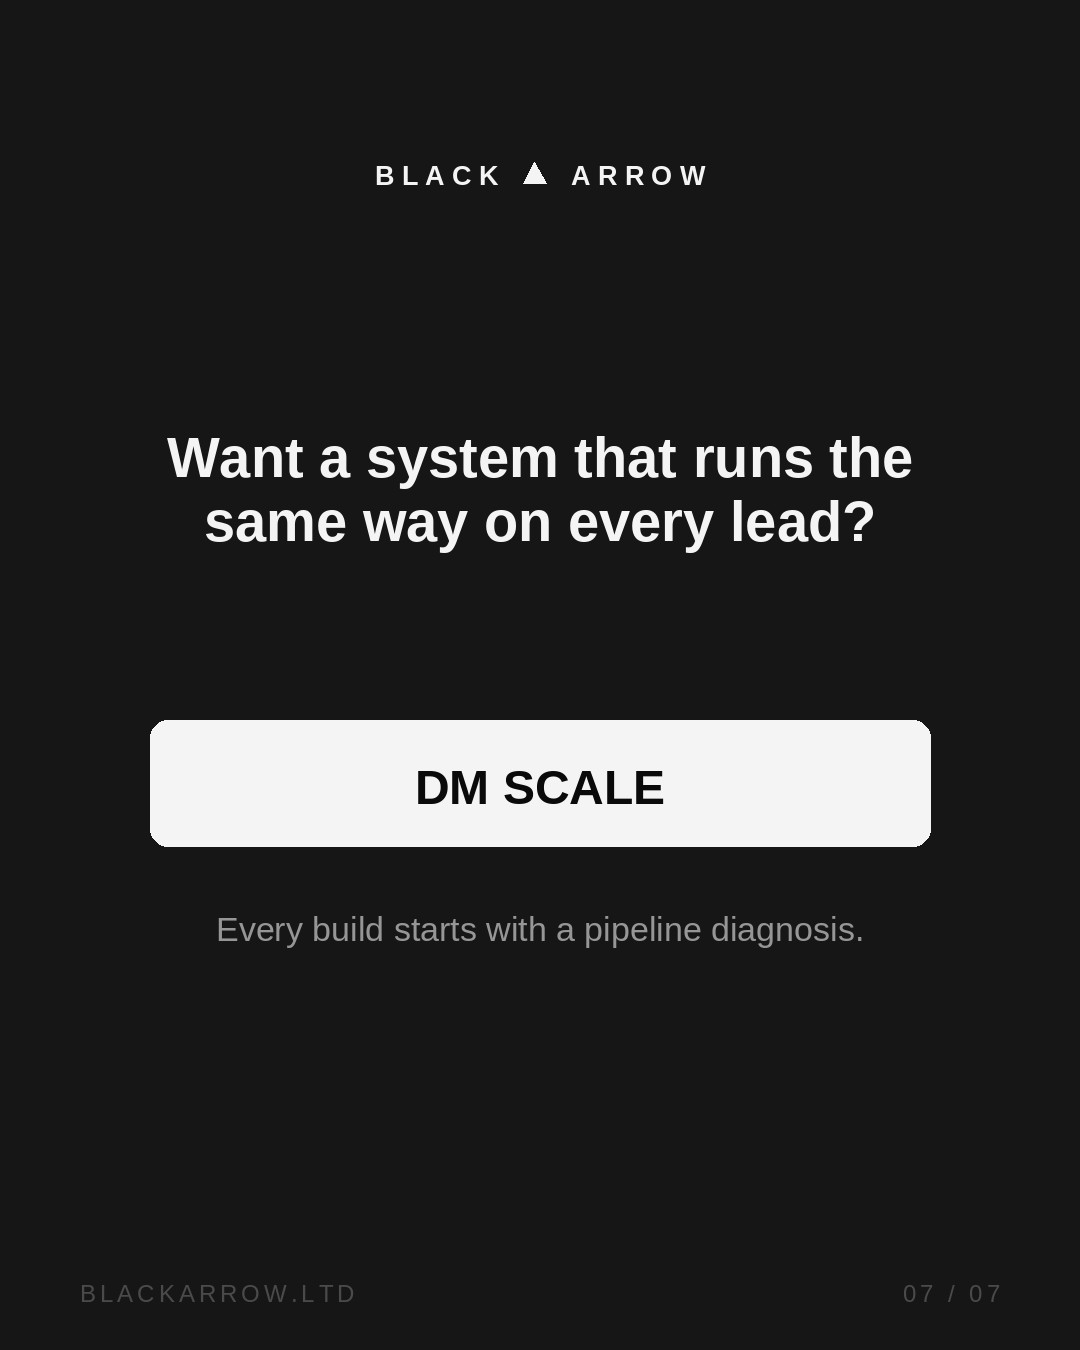 BLACK ▲ ARROW
Want a system that runs the
same way on every lead?
DM SCALE
Every build starts with a pipeline diagnosis.
BLACKARROW.LTD
07 / 07